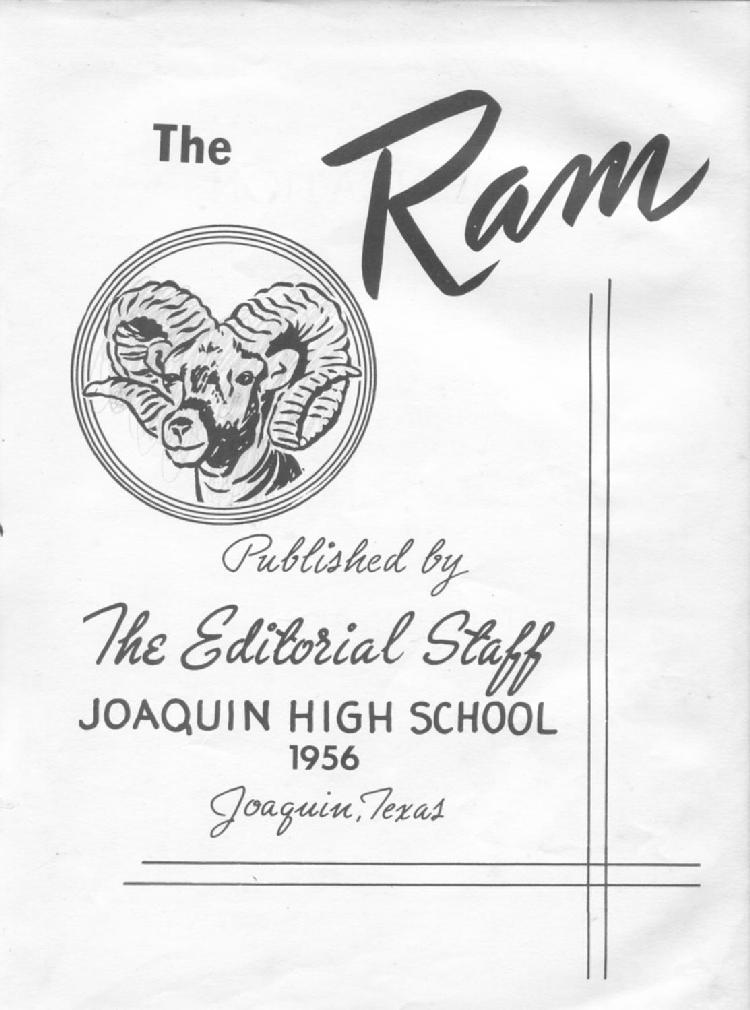 The Ram
Published by
The Editorial Staff
JOAQUIN HIGH SCHOOL
1956
Joaquin, Texas